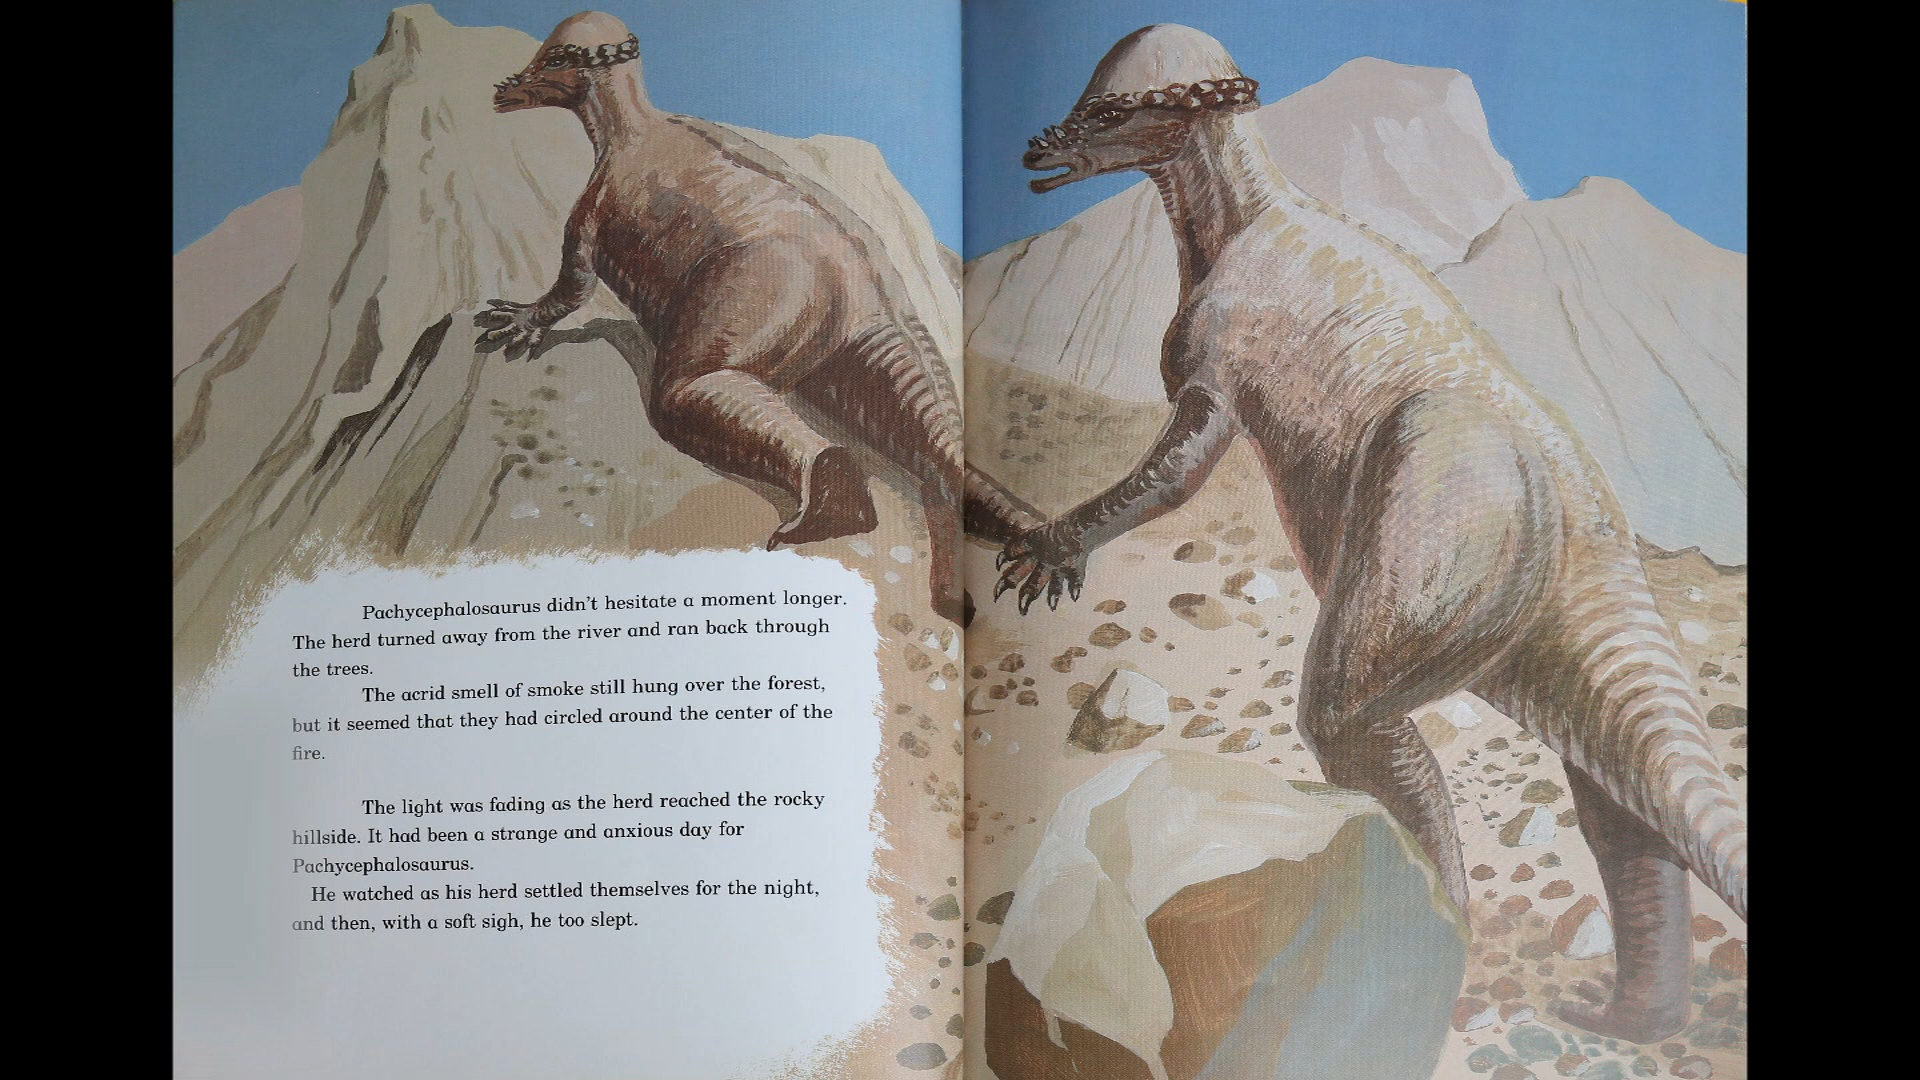 Pachycephalosaurus didn't hesitate a moment longer.
The herd turned away from the river and ran back through
the trees.
The acrid smell of smoke still hung over the forest,
but it seemed that they had circled around the center of the
fire.
The light was fading as the herd reached the rocky
hillside. It had been a strange and anxious day for
Pachycephalosaurus.
He watched as his herd settled themselves for the night,
and then, with a soft sigh, he too slept.